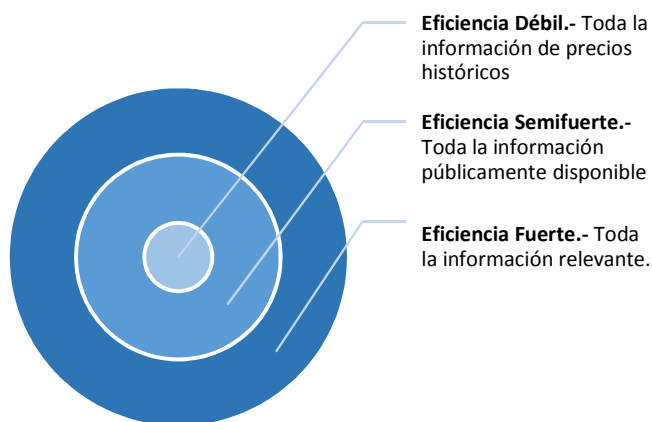 Eficiencia Débil.- Toda la
información de precios
históricos
Eficiencia Semifuerte.-
Toda la información
públicamente disponible
Eficiencia Fuerte.- Toda
la información relevante.